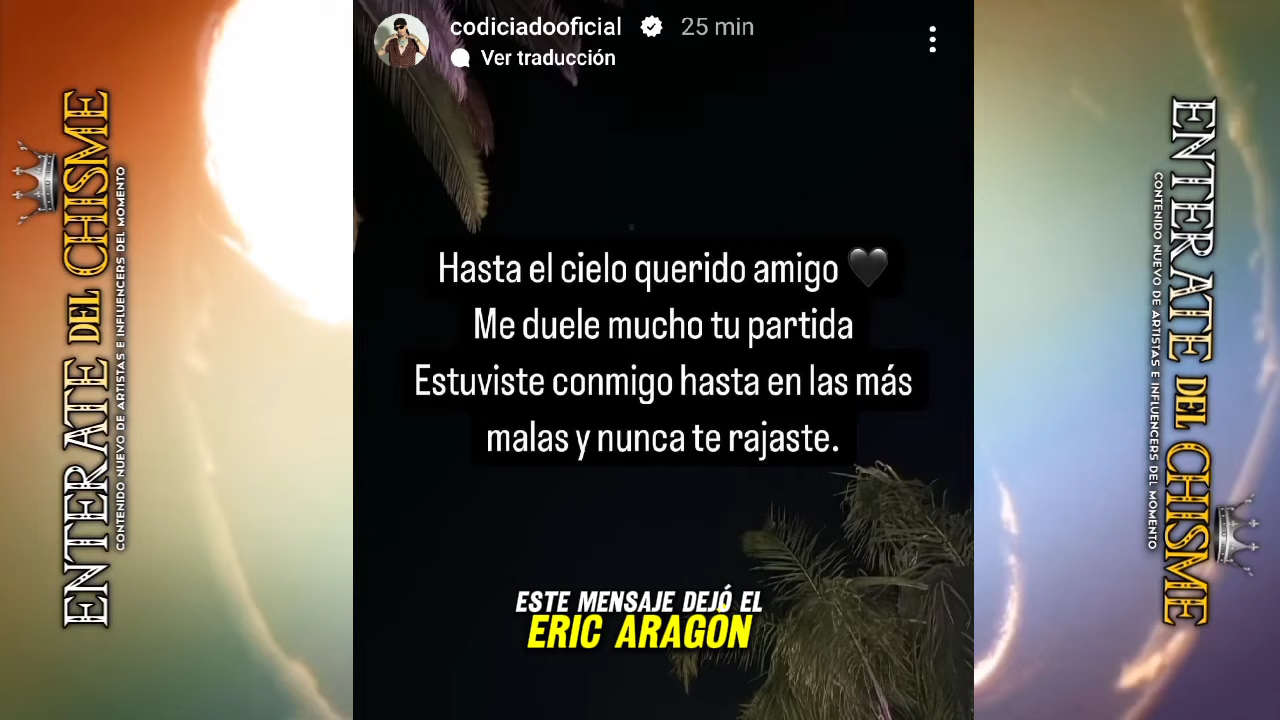 codiciadooficial 25 min
Ver traducción
Hasta el cielo querido amigo 🖤
Me duele mucho tu partida
Estuviste conmigo hasta en las más
malas y nunca te rajaste.
ESTE MENSAJE DEJÓ EL
ERIC ARAGÓN
ENTERATE DEL CHISME
CONTENIDO NUEVO DE ARTISTAS E INFLUENCERS DEL MOMENTO
ENTERATE DEL CHISME
CONTENIDO NUEVO DE ARTISTAS E INFLUENCERS DEL MOMENTO